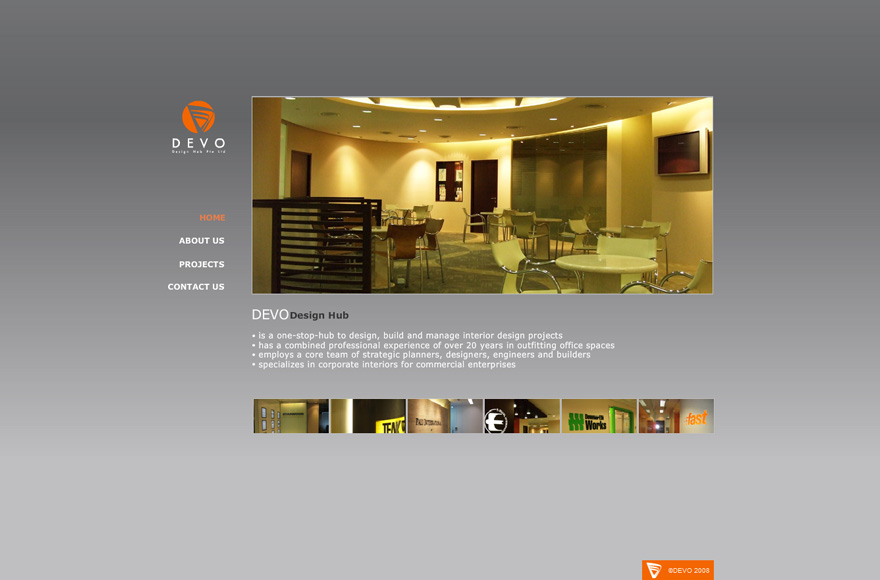 DEVO
Design Hub Pte Ltd
HOME
ABOUT US
PROJECTS
CONTACT US
DEVO Design Hub
• is a one-stop-hub to design, build and manage interior design projects
• has a combined professional experience of over 20 years in outfitting office spaces
• employs a core team of strategic planners, designers, engineers and builders
• specializes in corporate interiors for commercial enterprises
Works
fast
©DEVO 2008